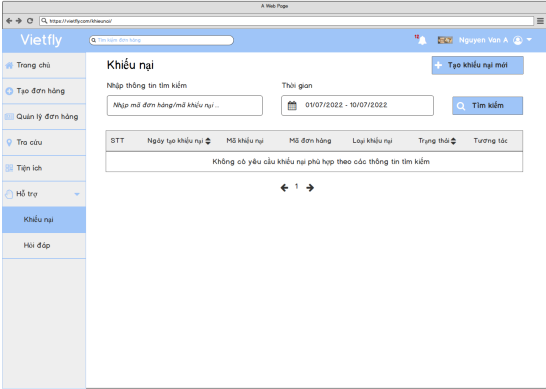 A Web Page
https://vietfly.com/khieunoi/
Vietfly
Tìm kiếm đơn hàng
Nguyen Van A
Trang chủ
Tạo đơn hàng
Quản lý đơn hàng
Tra cứu
Tiện ích
Hỗ trợ
Khiếu nại
Hỏi đáp
Khiếu nại
Tạo khiếu nại mới
Nhập thông tin tìm kiếm
Thời gian
Nhập mã đơn hàng/mã khiếu nại ...
01/07/2022 - 10/07/2022
Tìm kiếm
STT Ngày tạo khiếu nại Mã khiếu nại Mã đơn hàng Loại khiếu nại Trạng thái Tương tác
Không có yêu cầu khiếu nại phù hợp theo các thông tin tìm kiếm
1